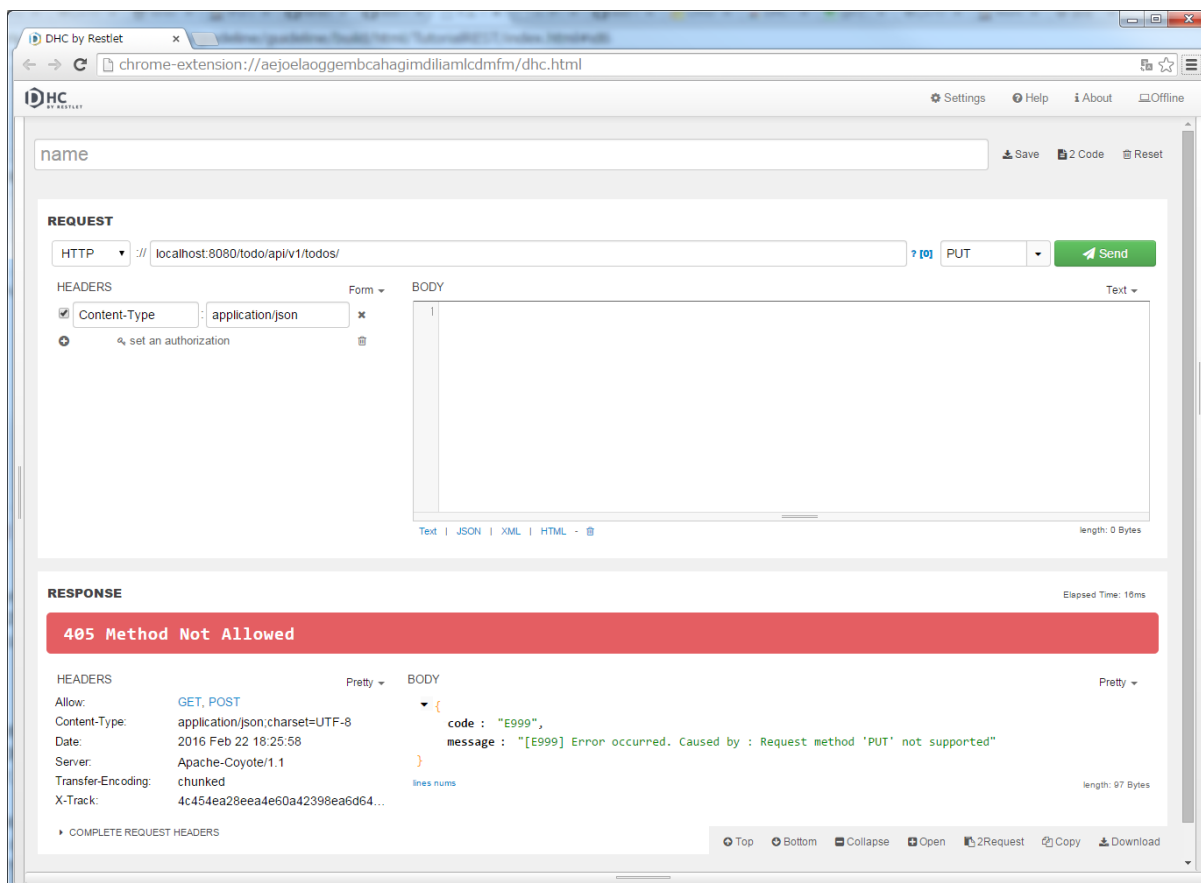 DHC by Restlet
chrome-extension://aejoelaoggembcahagimdiliamlcdmfm/dhc.html
DHC BY RESTLET Settings Help About Offline
name Save 2 Code Reset
REQUEST
HTTP :// localhost:8080/todo/api/v1/todos/ ? [0] PUT Send
HEADERS Form BODY Text
Content-Type : application/json 1
set an authorization
Text | JSON | XML | HTML - length: 0 Bytes
RESPONSE Elapsed Time: 16ms
405 Method Not Allowed
HEADERS Pretty BODY Pretty
Allow: GET, POST {
Content-Type: application/json;charset=UTF-8 code : "E999",
Date: 2016 Feb 22 18:25:58 message : "[E999] Error occurred. Caused by : Request method 'PUT' not supported"
Server: Apache-Coyote/1.1 }
Transfer-Encoding: chunked lines nums length: 97 Bytes
X-Track: 4c454ea28eea4e60a42398ea6d64...
COMPLETE REQUEST HEADERS
Top Bottom Collapse Open 2Request Copy Download